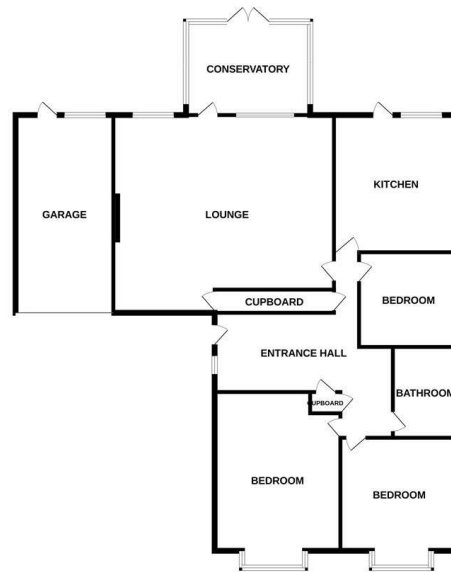 CONSERVATORY
KITCHEN
GARAGE
LOUNGE
BEDROOM
CUPBOARD
ENTRANCE HALL
BATHROOM
CUPBOARD
BEDROOM
BEDROOM